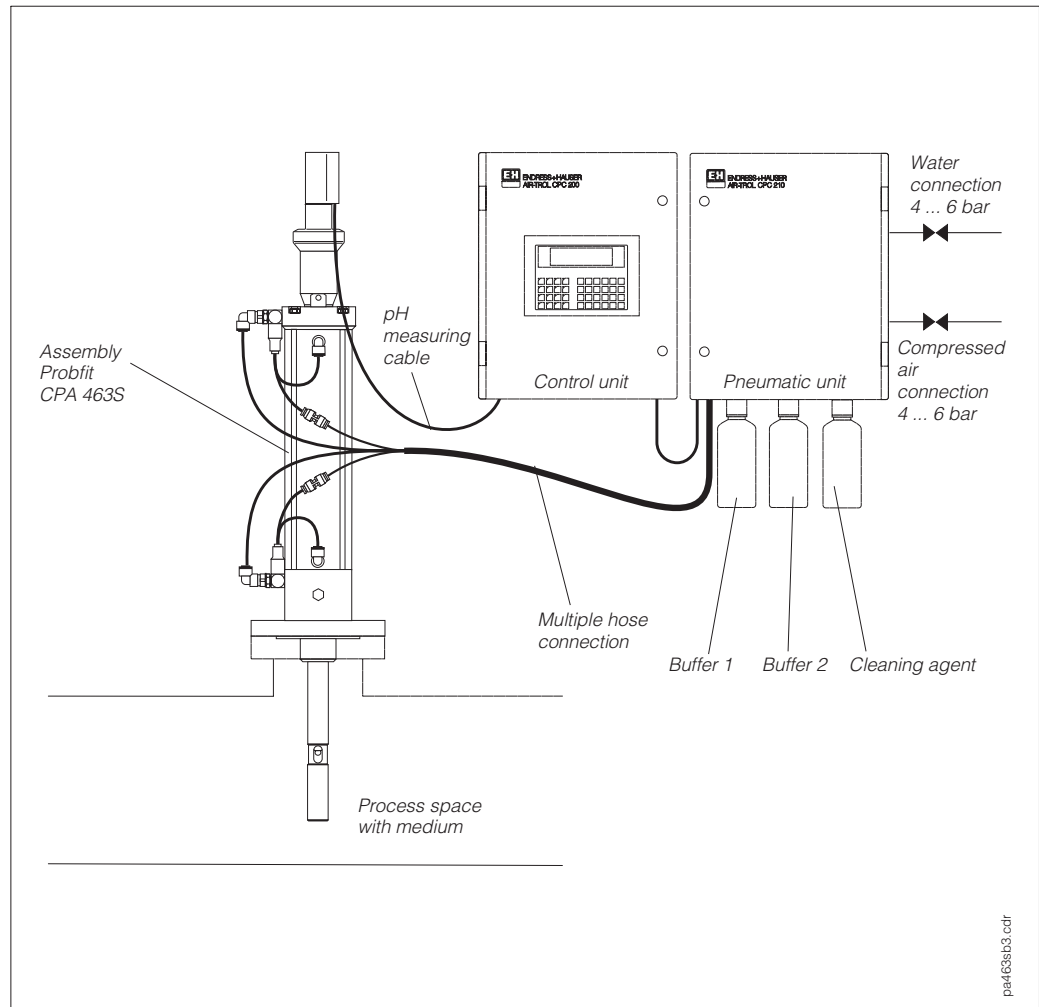 EH ENDRESS+HAUSER
AIR-TROL CPC 200
EH ENDRESS+HAUSER
AIR-TROL CPC 210
Water
connection
4 ... 6 bar
pH
measuring
cable
Assembly
Probfit
CPA 463S
Control unit
Pneumatic unit
Compressed
air
connection
4 ... 6 bar
Multiple hose
connection
Buffer 1
Buffer 2
Cleaning agent
Process space
with medium
pa463sb3.cdr